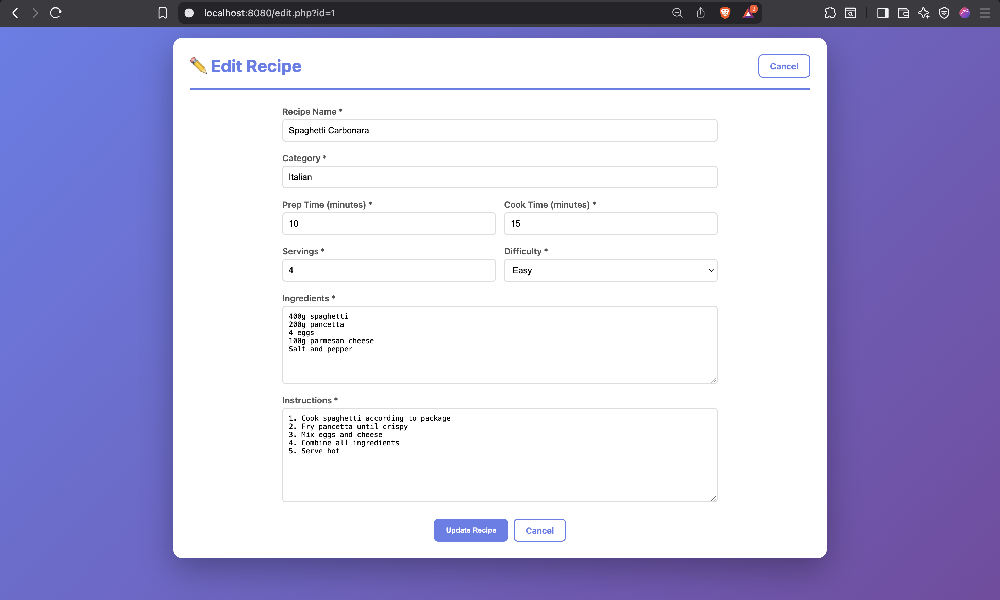 localhost:8080/edit.php?id=1
2
Edit Recipe
Cancel
Recipe Name *
Spaghetti Carbonara
Category *
Italian
Prep Time (minutes) *
Cook Time (minutes) *
10
15
Servings *
Difficulty *
4
Easy
Ingredients *
400g spaghetti
200g pancetta
4 eggs
100g parmesan cheese
Salt and pepper
Instructions *
1. Cook spaghetti according to package
2. Fry pancetta until crispy
3. Mix eggs and cheese
4. Combine all ingredients
5. Serve hot
Update Recipe
Cancel